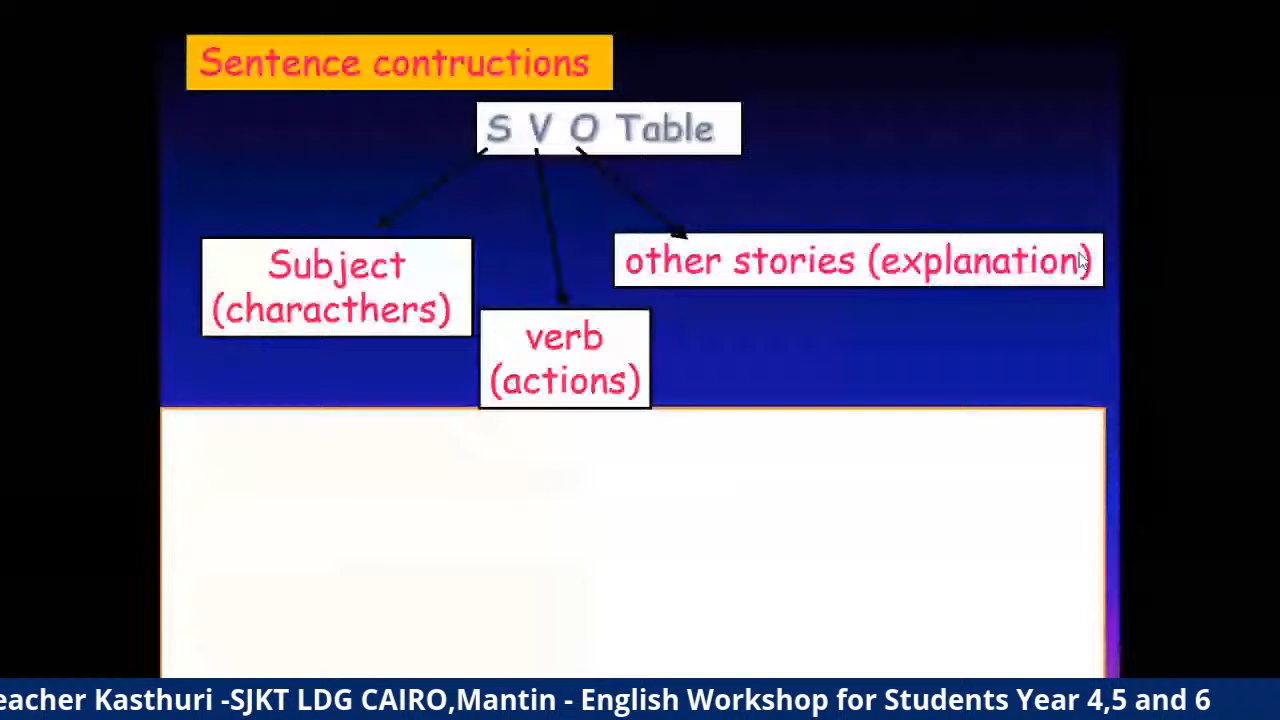 Sentence contructions
S V O Table
Subject
(characthers)
verb
(actions)
other stories (explanation)
eacher Kasthuri -SJKT LDG CAIRO,Mantin - English Workshop for Students Year 4,5 and 6